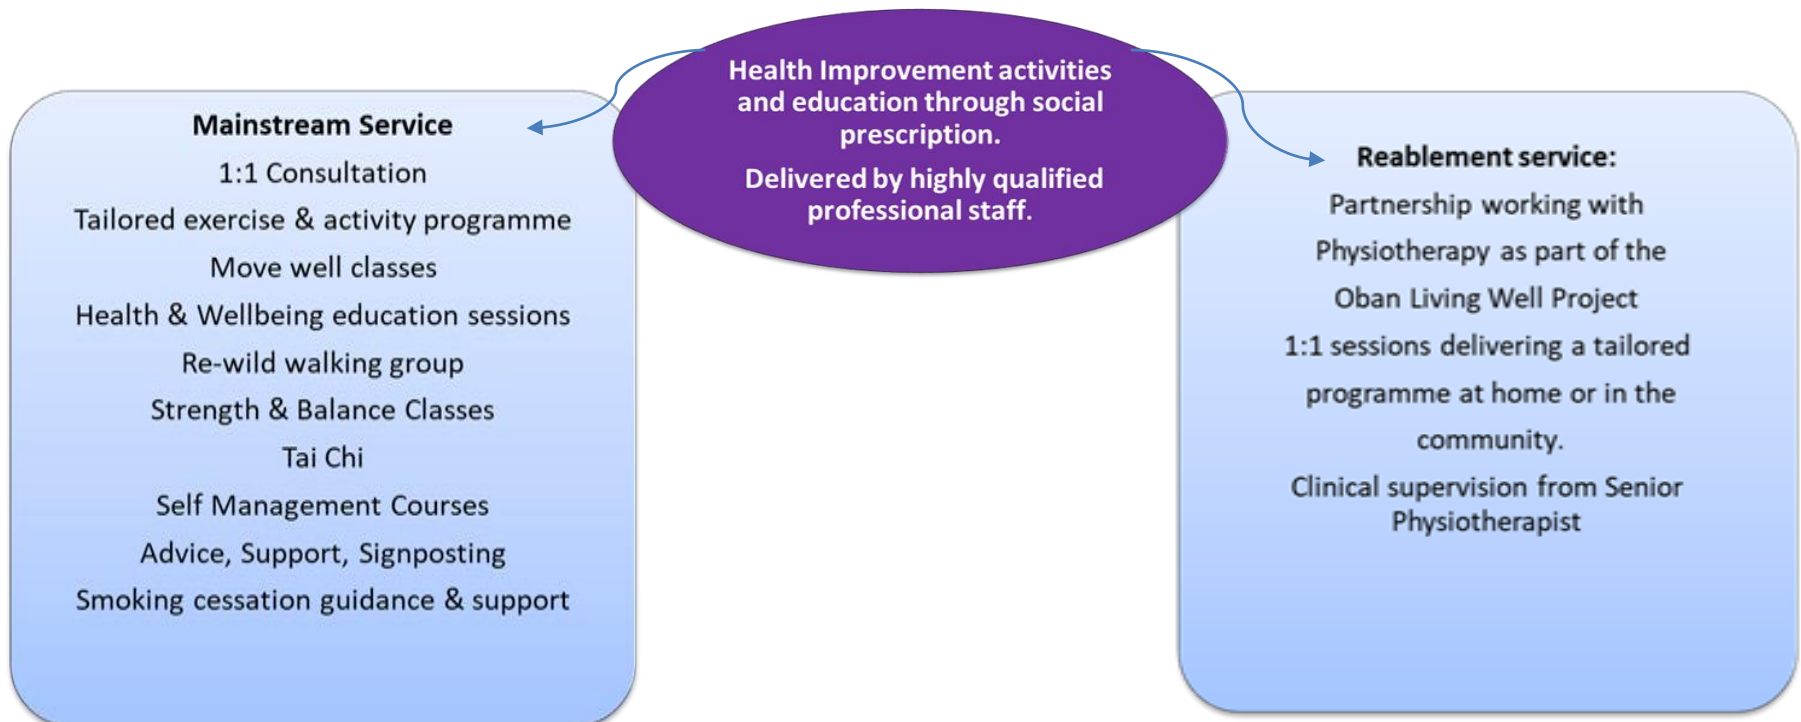 Health Improvement activities
and education through social
prescription.
Delivered by highly qualified
professional staff.
Mainstream Service
1:1 Consultation
Tailored exercise & activity programme
Move well classes
Health & Wellbeing education sessions
Re-wild walking group
Strength & Balance Classes
Tai Chi
Self Management Courses
Advice, Support, Signposting
Smoking cessation guidance & support
Reablement service:
Partnership working with
Physiotherapy as part of the
Oban Living Well Project
1:1 sessions delivering a tailored
programme at home or in the
community.
Clinical supervision from Senior
Physiotherapist